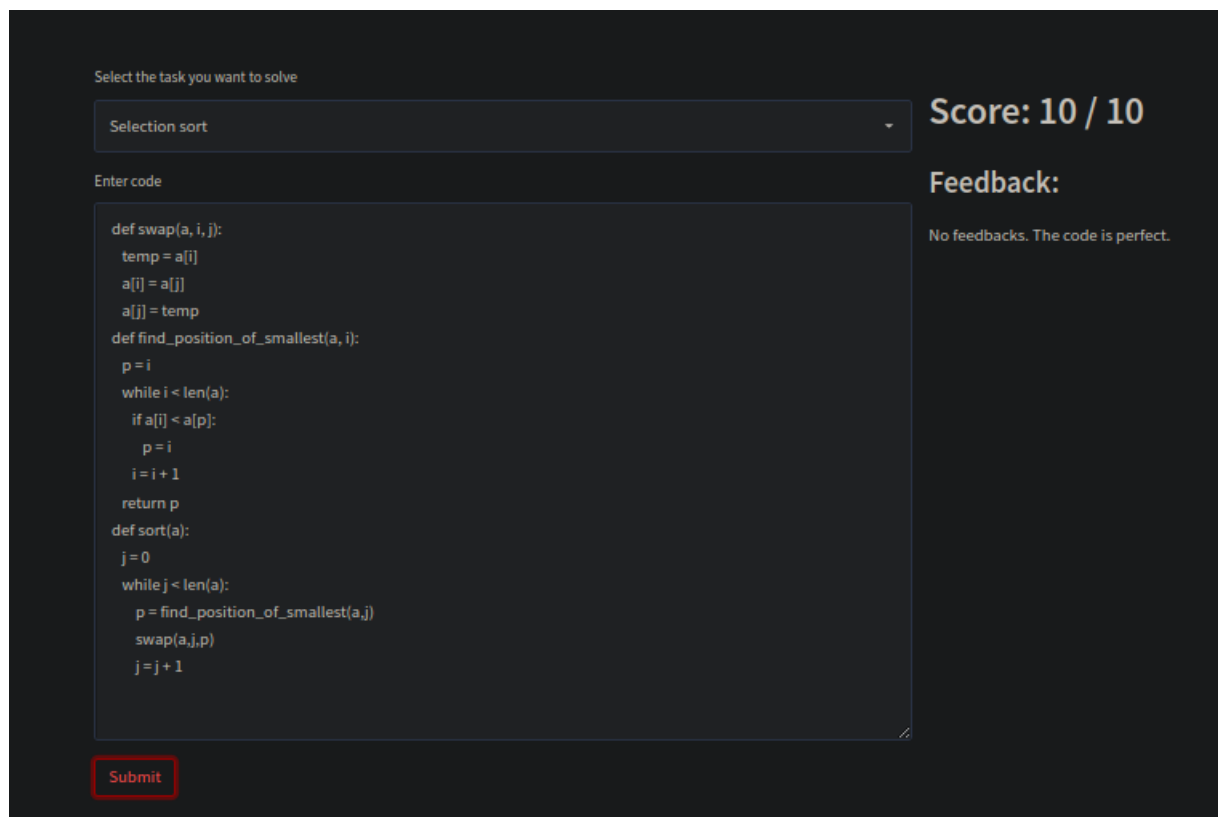 Select the task you want to solve
Selection sort
Enter code
def swap(a, i, j):
  temp = a[i]
  a[i] = a[j]
  a[j] = temp
def find_position_of_smallest(a, i):
  p = i
  while i < len(a):
    if a[i] < a[p]:
      p = i
    i = i + 1
  return p
def sort(a):
  j = 0
  while j < len(a):
    p = find_position_of_smallest(a,j)
    swap(a,j,p)
    j = j + 1
Submit
Score: 10 / 10
Feedback:
No feedbacks. The code is perfect.